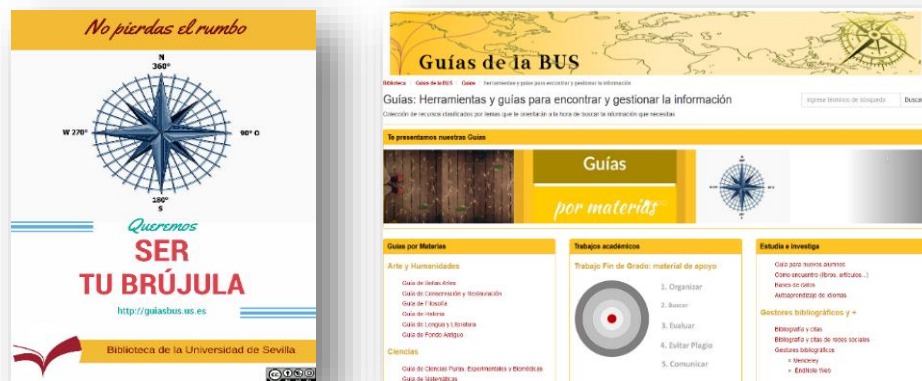 No pierdas el rumbo
N
360º
W 270º
90º O
180º
S
Queremos
SER
TU BRÚJULA
http://guiasbus.us.es
Biblioteca de la Universidad de Sevilla
Guías de la BUS
Biblioteca Guías de la BUS Guías Herramientas y guías para encontrar y gestionar la información
Guías: Herramientas y guías para encontrar y gestionar la información
Ingrese términos de búsqueda Buscar
Colección de recursos clasificados por temas que te orientarán a la hora de buscar la información que necesitas
Te presentamos nuestras Guías
Guías
por materias
Guías por Materias
Arte y Humanidades
Guía de Bellas Artes
Guía de Conservación y Restauración
Guía de Filosofía
Guía de Historia
Guía de Lengua y Literatura
Guía de Fondo Antiguo
Ciencias
Guía de Ciencias Puras, Experimentales y Biomédicas
Guía de Matemáticas
Trabajos académicos
Trabajo Fin de Grado: material de apoyo
1. Organizar
2. Buscar
3. Evaluar
4. Evitar Plagio
5. Comunicar
Estudia e investiga
Guía para nuevos alumnos
Cómo encuentro (libros, artículos...)
Bases de datos
Autoaprendizaje de idiomas
Gestores bibliográficos y +
Bibliografía y citas
Bibliografía y citas de redes sociales
Gestores bibliográficos
Mendeley
EndNote Web